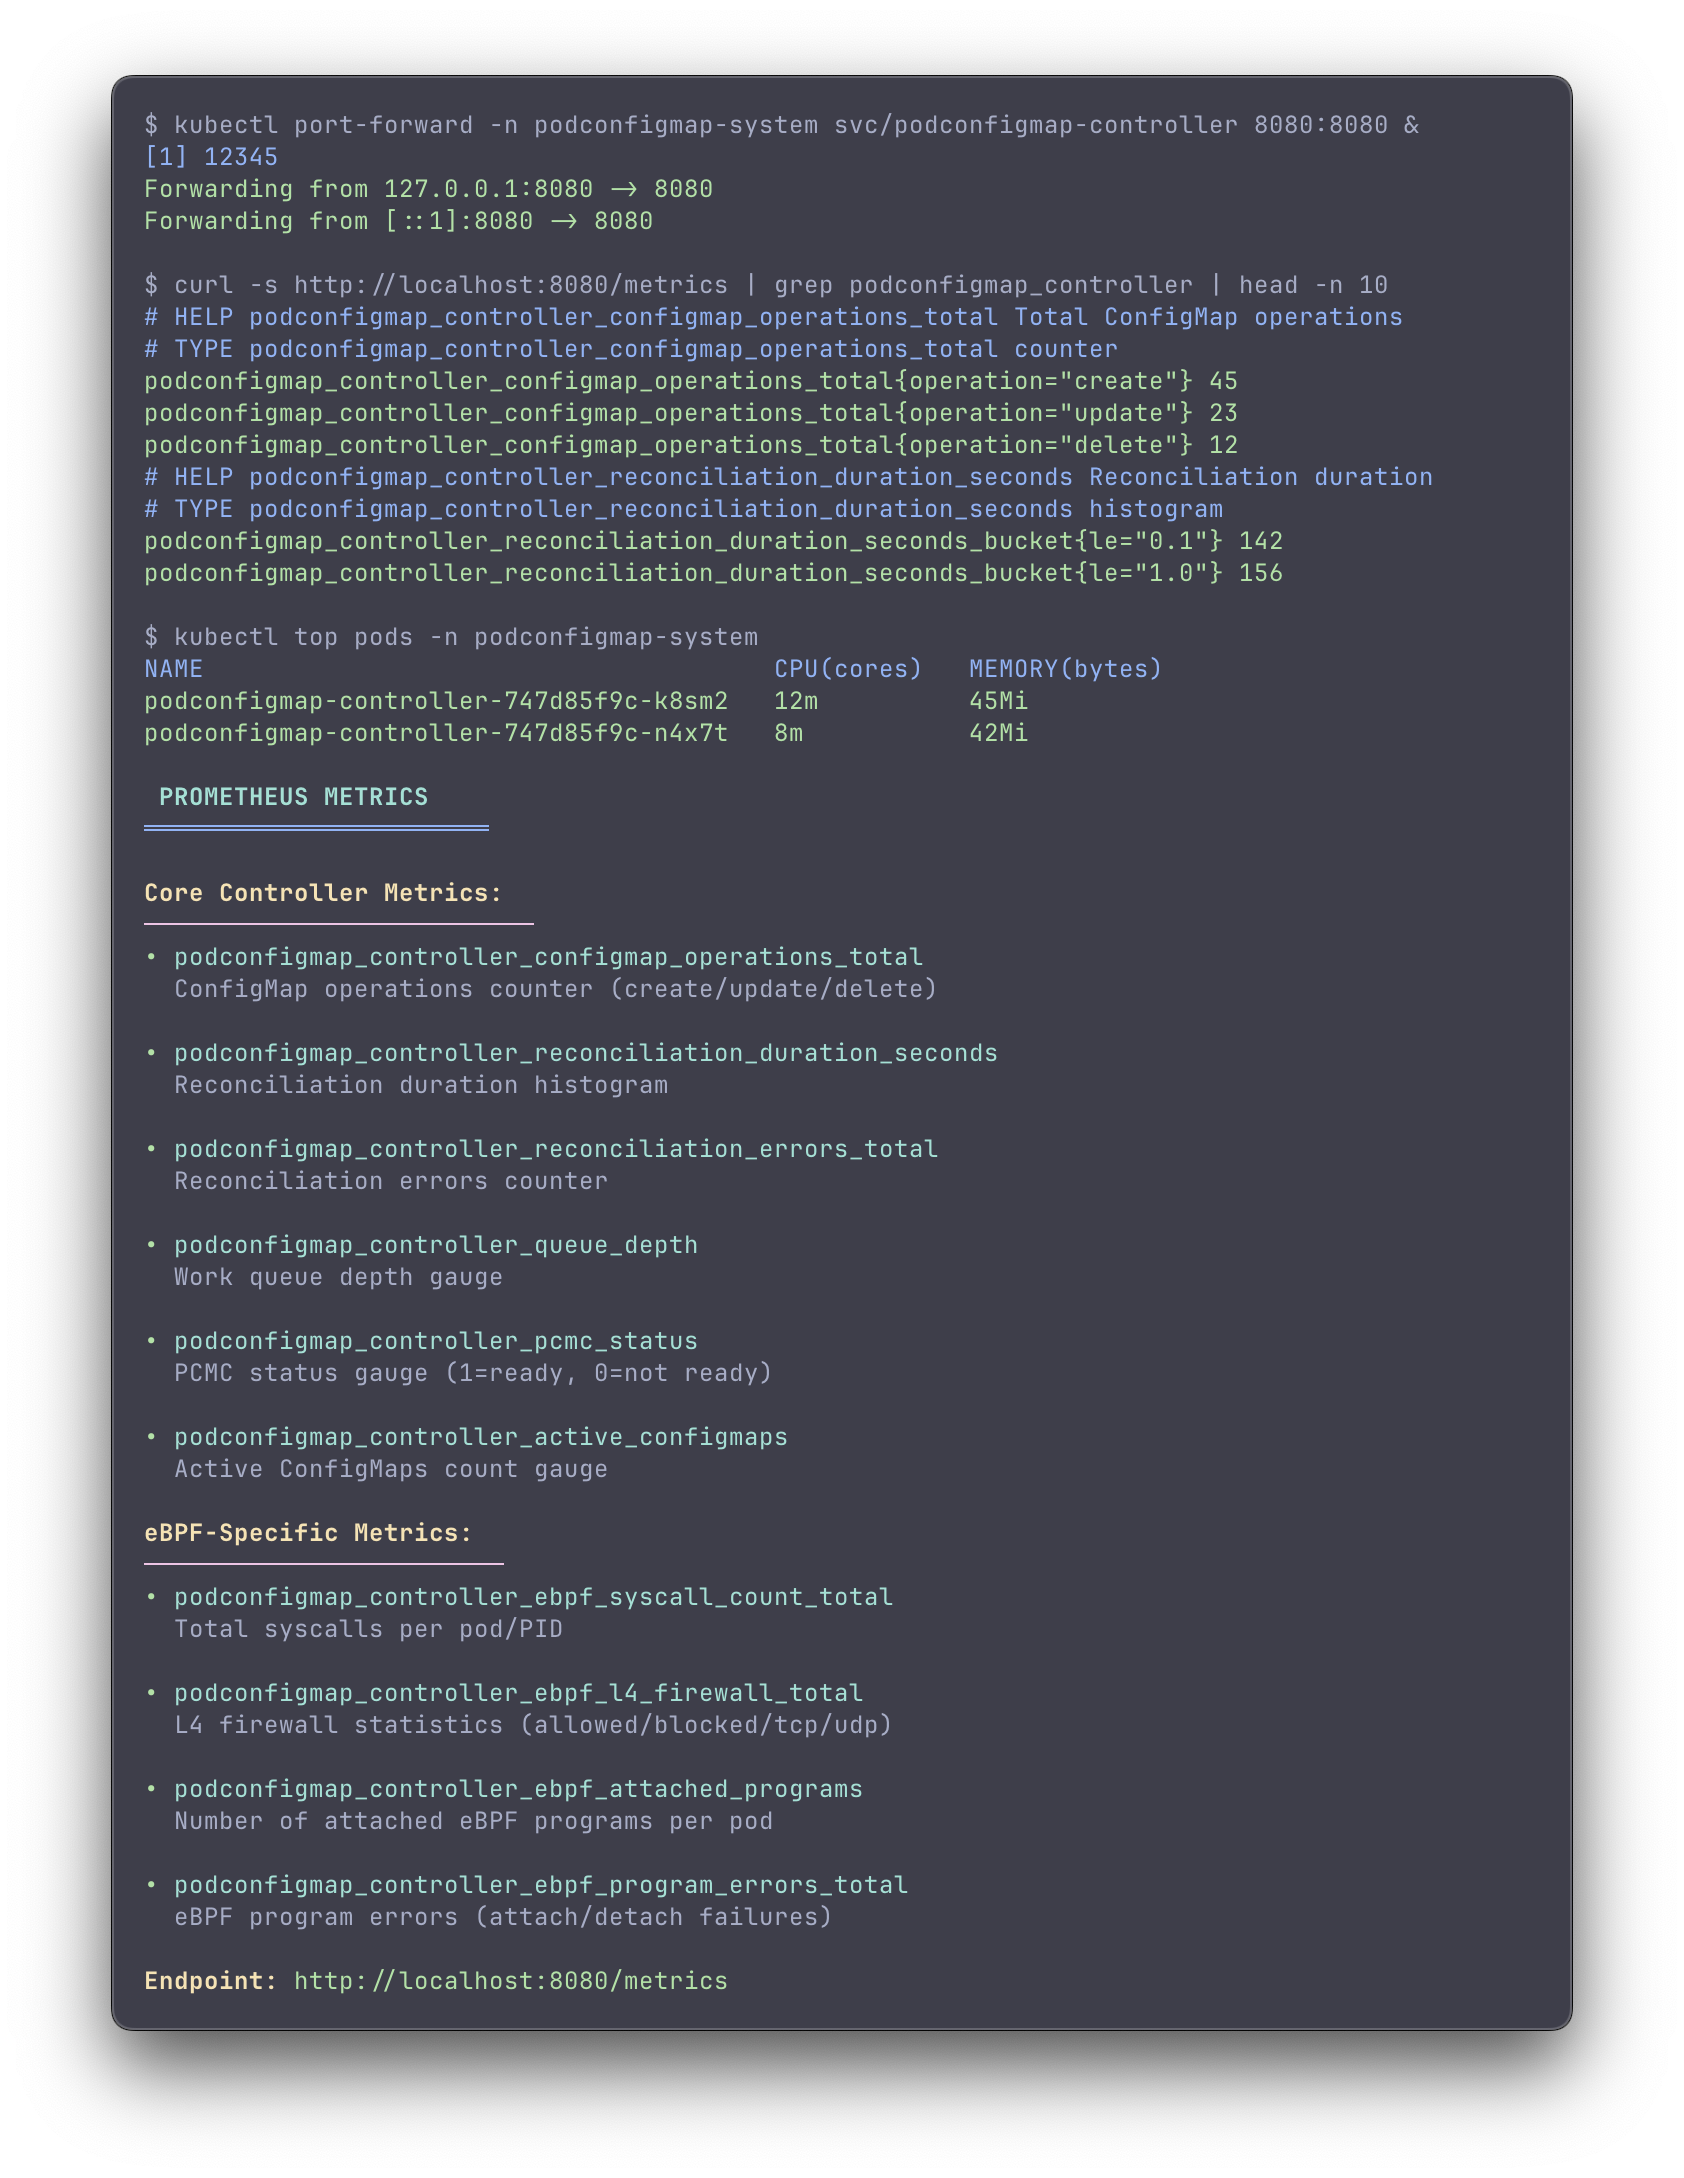 $ kubectl port-forward -n podconfigmap-system svc/podconfigmap-controller 8080:8080 &
[1] 12345
Forwarding from 127.0.0.1:8080 -> 8080
Forwarding from [::1]:8080 -> 8080
$ curl -s http://localhost:8080/metrics | grep podconfigmap_controller | head -n 10
# HELP podconfigmap_controller_configmap_operations_total Total ConfigMap operations
# TYPE podconfigmap_controller_configmap_operations_total counter
podconfigmap_controller_configmap_operations_total{operation="create"} 45
podconfigmap_controller_configmap_operations_total{operation="update"} 23
podconfigmap_controller_configmap_operations_total{operation="delete"} 12
# HELP podconfigmap_controller_reconciliation_duration_seconds Reconciliation duration
# TYPE podconfigmap_controller_reconciliation_duration_seconds histogram
podconfigmap_controller_reconciliation_duration_seconds_bucket{le="0.1"} 142
podconfigmap_controller_reconciliation_duration_seconds_bucket{le="1.0"} 156
$ kubectl top pods -n podconfigmap-system
NAME CPU(cores) MEMORY(bytes)
podconfigmap-controller-747d85f9c-k8sm2 12m 45Mi
podconfigmap-controller-747d85f9c-n4x7t 8m 42Mi
PROMETHEUS METRICS
Core Controller Metrics:
• podconfigmap_controller_configmap_operations_total
ConfigMap operations counter (create/update/delete)
• podconfigmap_controller_reconciliation_duration_seconds
Reconciliation duration histogram
• podconfigmap_controller_reconciliation_errors_total
Reconciliation errors counter
• podconfigmap_controller_queue_depth
Work queue depth gauge
• podconfigmap_controller_pcmc_status
PCMC status gauge (1=ready, 0=not ready)
• podconfigmap_controller_active_configmaps
Active ConfigMaps count gauge
eBPF-Specific Metrics:
• podconfigmap_controller_ebpf_syscall_count_total
Total syscalls per pod/PID
• podconfigmap_controller_ebpf_l4_firewall_total
L4 firewall statistics (allowed/blocked/tcp/udp)
• podconfigmap_controller_ebpf_attached_programs
Number of attached eBPF programs per pod
• podconfigmap_controller_ebpf_program_errors_total
eBPF program errors (attach/detach failures)
Endpoint: http://localhost:8080/metrics